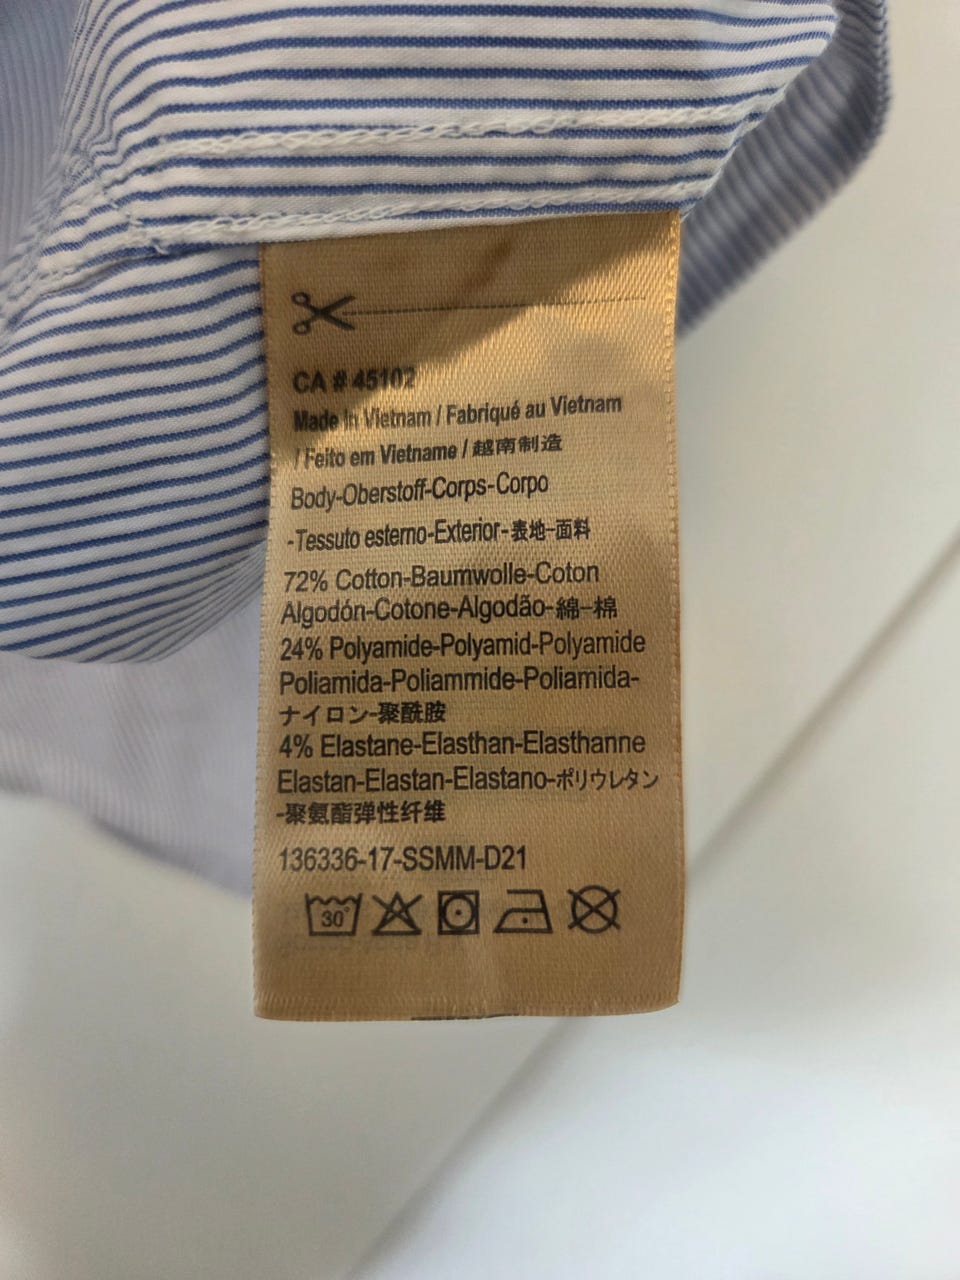 CA # 45102
Made in Vietnam / Fabriqué au Vietnam
/ Feito em Vietname / 越南制造
Body-Oberstoff-Corps-Corpo
-Tessuto esterno-Exterior-表地-面料
72% Cotton-Baumwolle-Coton
Algodón-Cotone-Algodão-綿-棉
24% Polyamide-Polyamid-Polyamide
Poliamida-Poliammide-Poliamida-
ナイロン-聚酰胺
4% Elastane-Elasthan-Elasthanne
Elastan-Elastan-Elastano-ポリウレタン
-聚氨酯弹性纤维
136336-17-SSMM-D21
30°